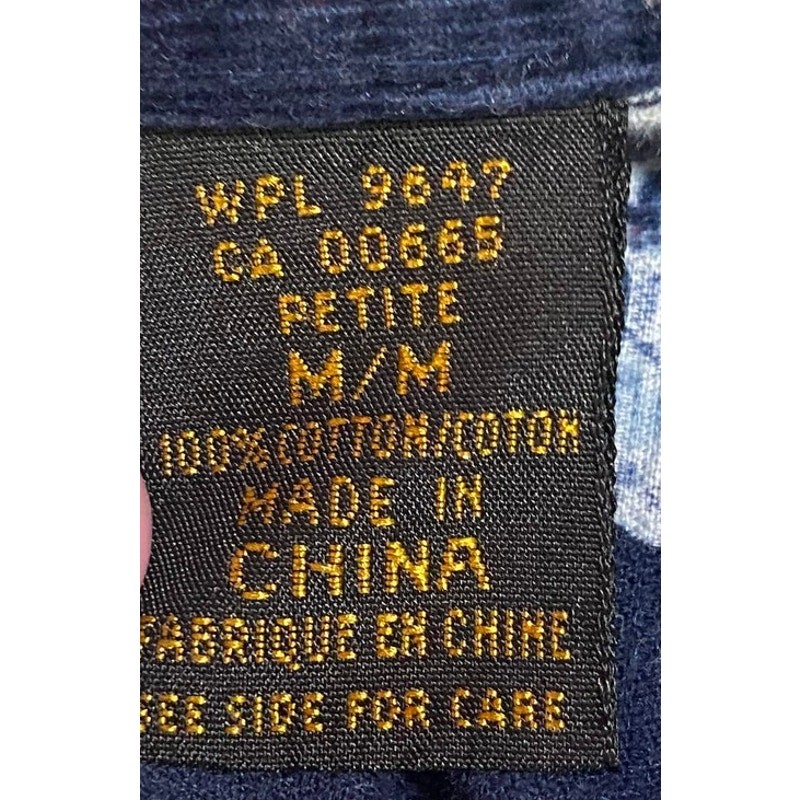 WPL 9647
CA 00665
PETITE
M/M
100% COTTON/COTON
MADE IN
CHINA
FABRIQUE EN CHINE
SEE SIDE FOR CARE